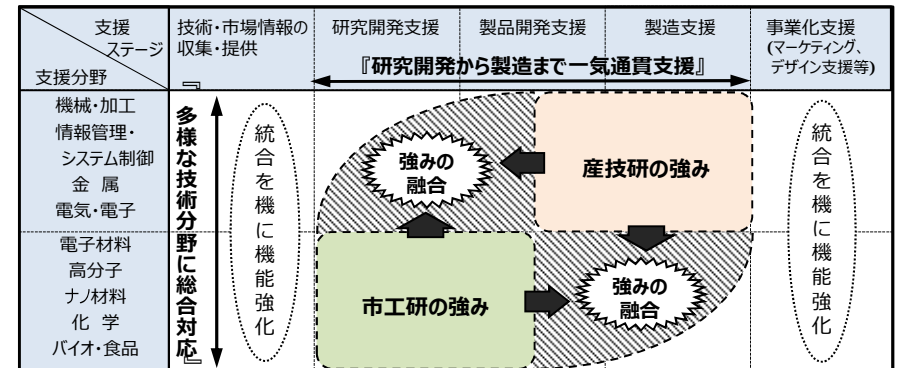 支援
ステージ
支援分野
技術・市場情報の
収集・提供
研究開発支援
製品開発支援
製造支援
事業化支援
(マーケティング、
デザイン支援等)
『研究開発から製造まで一気通貫支援』
機械・加工
情報管理・
システム制御
金 属
電気・電子
電子材料
高分子
ナノ材料
化 学
バイオ・食品
『多様な技術分野に総合対応』
統合を機に機能強化
強みの
融合
産技研の強み
市工研の強み
強みの
融合
統合を機に機能強化